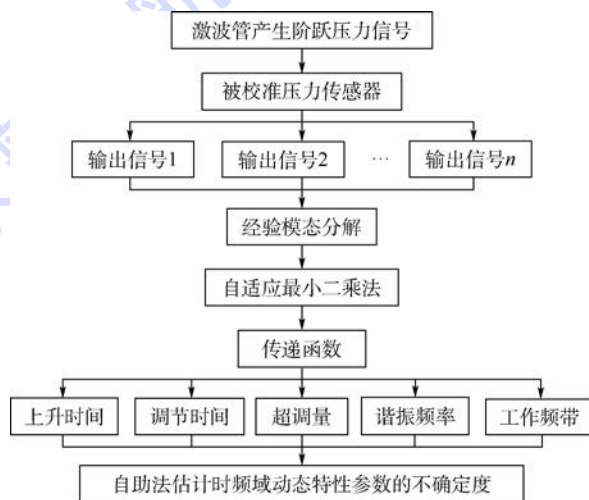 激波管产生阶跃压力信号
被校准压力传感器
输出信号1 输出信号2 … 输出信号n
经验模态分解
自适应最小二乘法
传递函数
上升时间 调节时间 超调量 谐振频率 工作频带
自助法估计时频域动态特性参数的不确定度